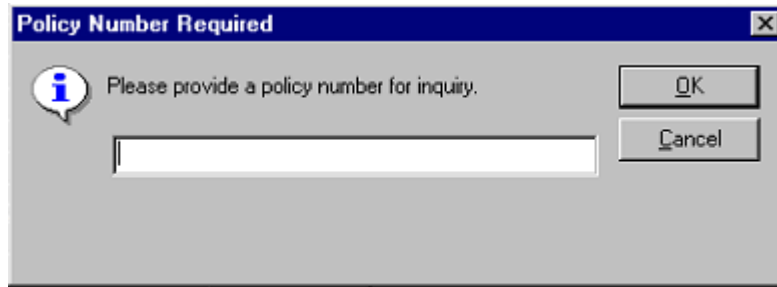 Policy Number Required
Please provide a policy number for inquiry.
OK
Cancel